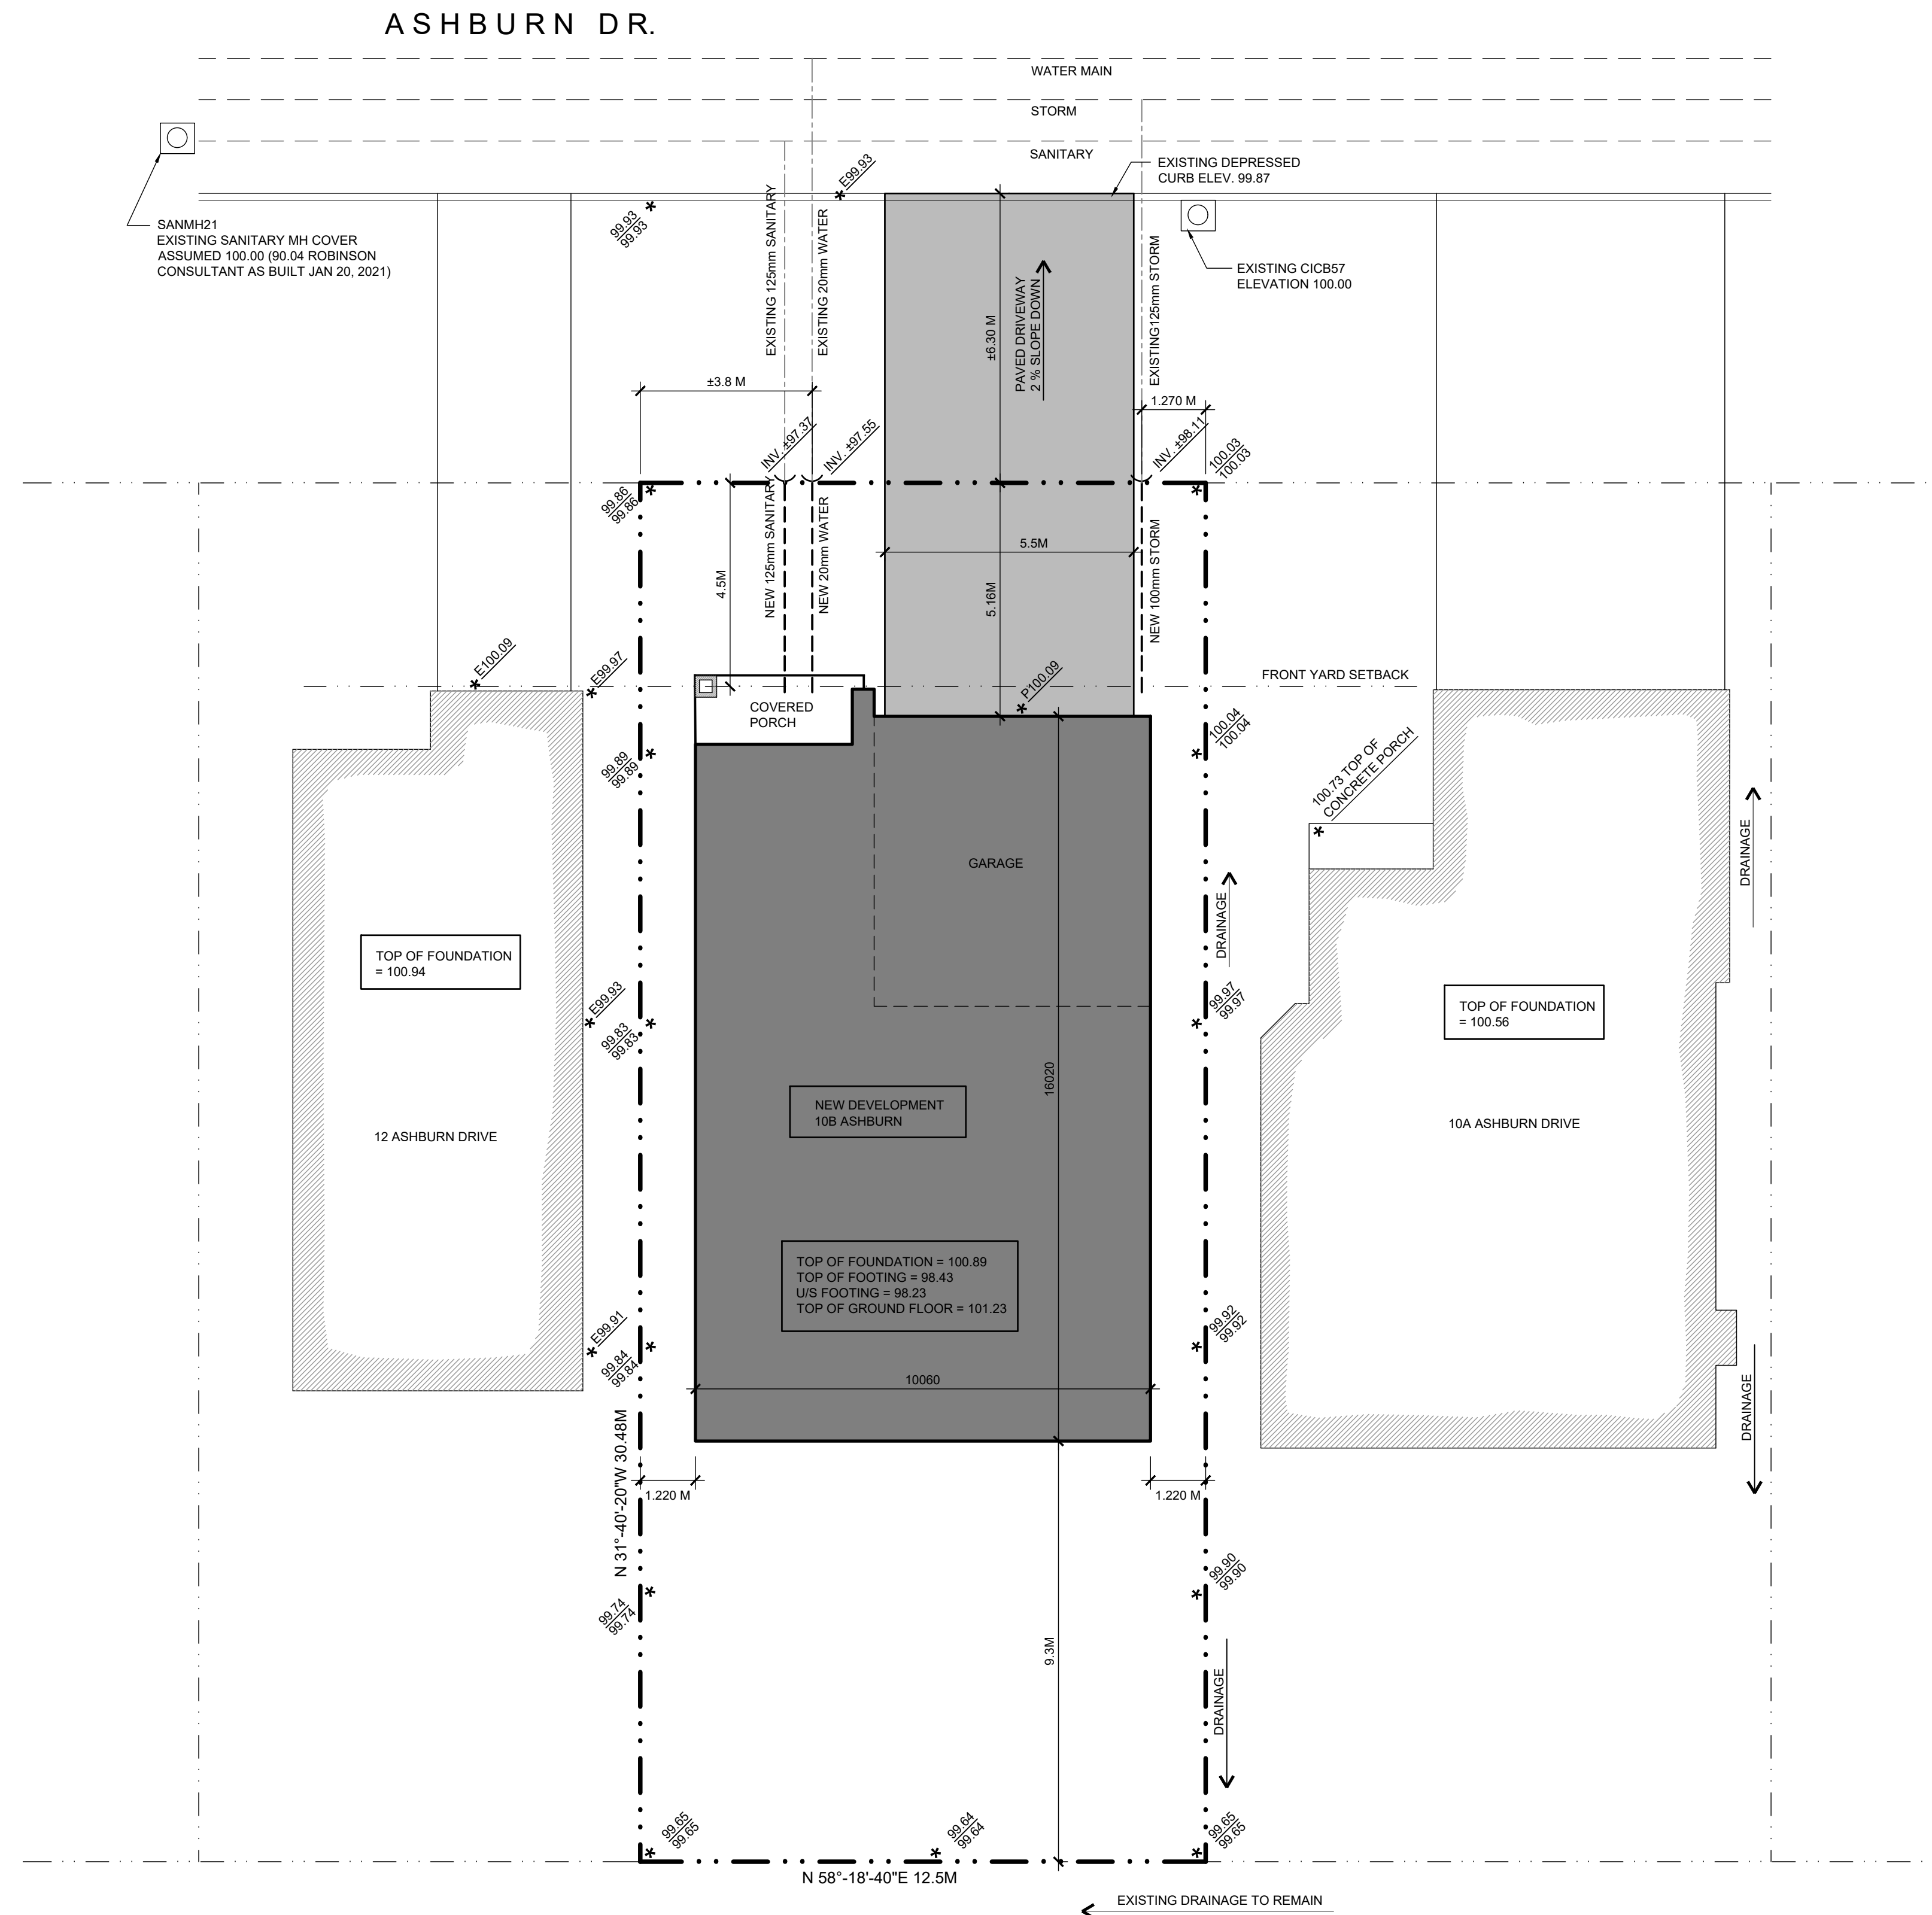 ASHBURN DR.
WATER MAIN
STORM
SANITARY
EXISTING DEPRESSED
CURB ELEV. 99.87
E99.93
99.93
99.93
SANMH21
EXISTING SANITARY MH COVER
ASSUMED 100.00 (90.04 ROBINSON
CONSULTANT AS BUILT JAN 20, 2021)
EXISTING 125mm SANITARY
EXISTING 20mm WATER
±6.30 M
PAVED DRIVEWAY
2 % SLOPE DOWN
EXISTING125mm STORM
EXISTING CICB57
ELEVATION 100.00
±3.8 M
1.270 M
INV. ±97.37
INV. ±97.55
INV. ±98.11
100.03
100.03
99.86
99.86
4.5M
NEW 125mm SANITARY
NEW 20mm WATER
5.5M
5.16M
NEW 100mm STORM
E100.09
E99.97
P100.09
FRONT YARD SETBACK
COVERED
PORCH
99.89
99.89
100.04
100.04
100.73 TOP OF
CONCRETE PORCH
GARAGE
DRAINAGE
DRAINAGE
TOP OF FOUNDATION
= 100.94
E99.93
99.83
99.83
99.97
99.97
TOP OF FOUNDATION
= 100.56
16020
NEW DEVELOPMENT
10B ASHBURN
12 ASHBURN DRIVE
10A ASHBURN DRIVE
TOP OF FOUNDATION = 100.89
TOP OF FOOTING = 98.43
U/S FOOTING = 98.23
TOP OF GROUND FLOOR = 101.23
E99.91
99.84
99.84
99.92
99.92
10060
DRAINAGE
N 31°-40'-20"W 30.48M
1.220 M
1.220 M
99.74
99.74
99.90
99.90
9.3M
DRAINAGE
99.65
99.65
99.64
99.64
99.65
99.65
N 58°-18'-40"E 12.5M
EXISTING DRAINAGE TO REMAIN